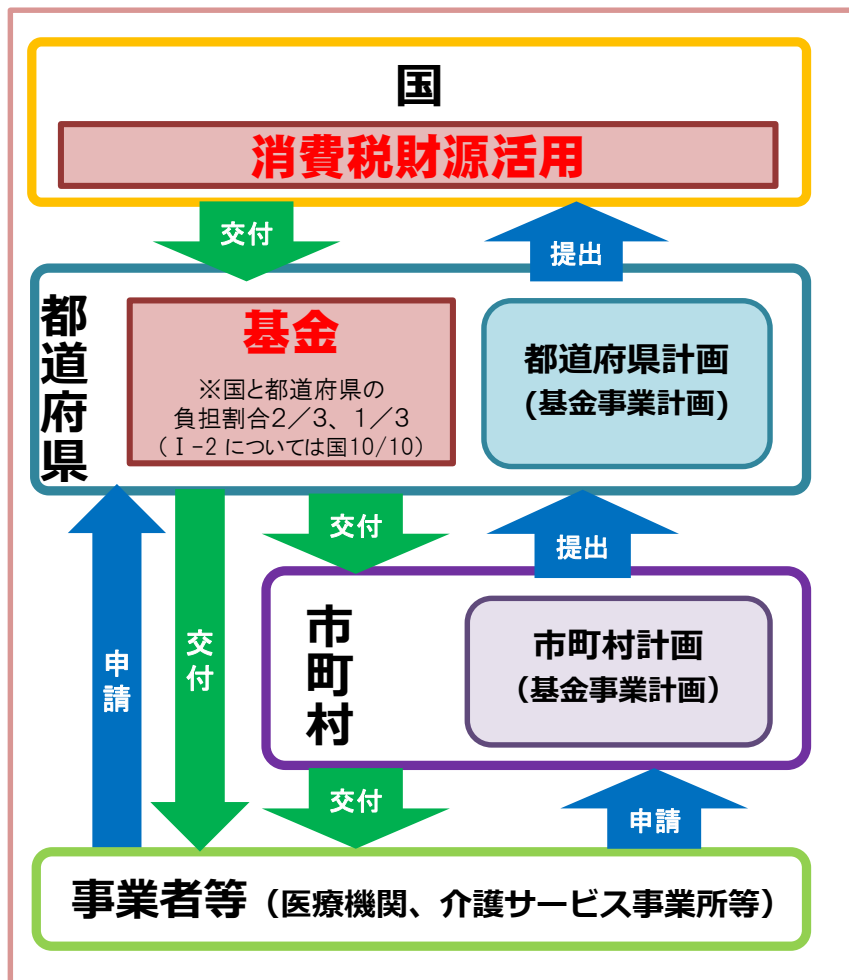 国
消費税財源活用
交付
提出
都道府県
基金
※国と都道府県の
負担割合2／3、1／3
（Ⅰ-2 については国10/10）
都道府県計画
(基金事業計画)
交付
提出
申請
交付
市町村
市町村計画
（基金事業計画）
交付
申請
事業者等（医療機関、介護サービス事業所等）